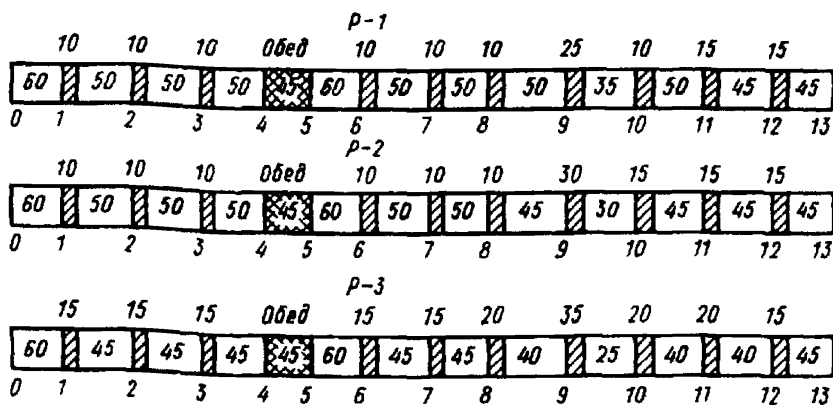 Р-1
10 10 10 Обед 10 10 10 25 10 15 15
60 50 50 50 45 60 50 50 50 35 50 45 45
0 1 2 3 4 5 6 7 8 9 10 11 12 13
Р-2
10 10 10 Обед 10 10 10 30 15 15 15
60 50 50 50 45 60 50 50 45 30 45 45 45
0 1 2 3 4 5 6 7 8 9 10 11 12 13
Р-3
15 15 15 Обед 15 15 20 35 20 20 15
60 45 45 45 45 60 45 45 40 25 40 40 45
0 1 2 3 4 5 6 7 8 9 10 11 12 13